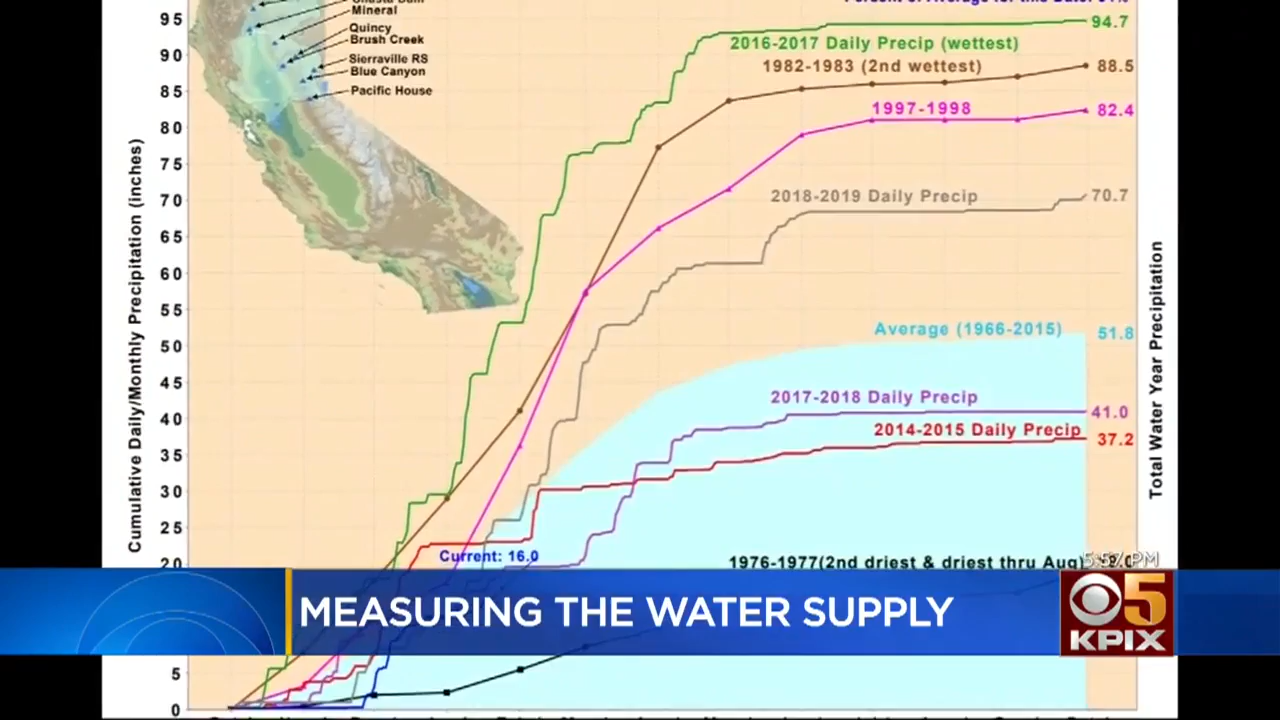 95
Mineral
94.7
Quincy
Brush Creek
2016-2017 Daily Precip (wettest)
90
Sierraville RS
1982-1983 (2nd wettest)
88.5
Blue Canyon
85
Pacific House
1997-1998
82.4
80
75
70
2018-2019 Daily Precip
70.7
65
60
55
Average (1966-2015)
51.8
50
45
2017-2018 Daily Precip
41.0
40
2014-2015 Daily Precip
37.2
35
30
25
Current: 16.0
20
1976-1977(2nd driest & driest thru Aug)
5:57 PM
MEASURING THE WATER SUPPLY
5
KPIX
5
0
Cumulative Daily/Monthly Precipitation (inches)
Total Water Year Precipitation